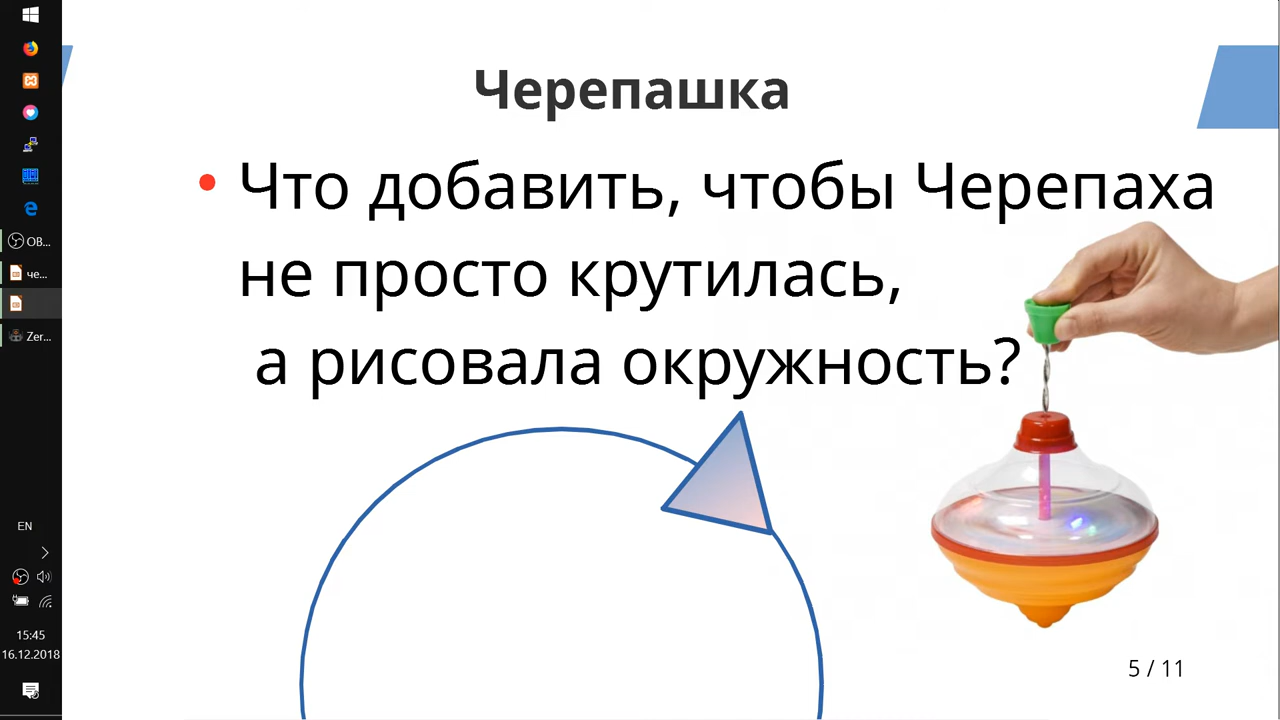 Черепашка
Что добавить, чтобы Черепаха
не просто крутилась,
а рисовала окружность?
5 / 11
OB...
че...
Zer...
EN
15:45
16.12.2018